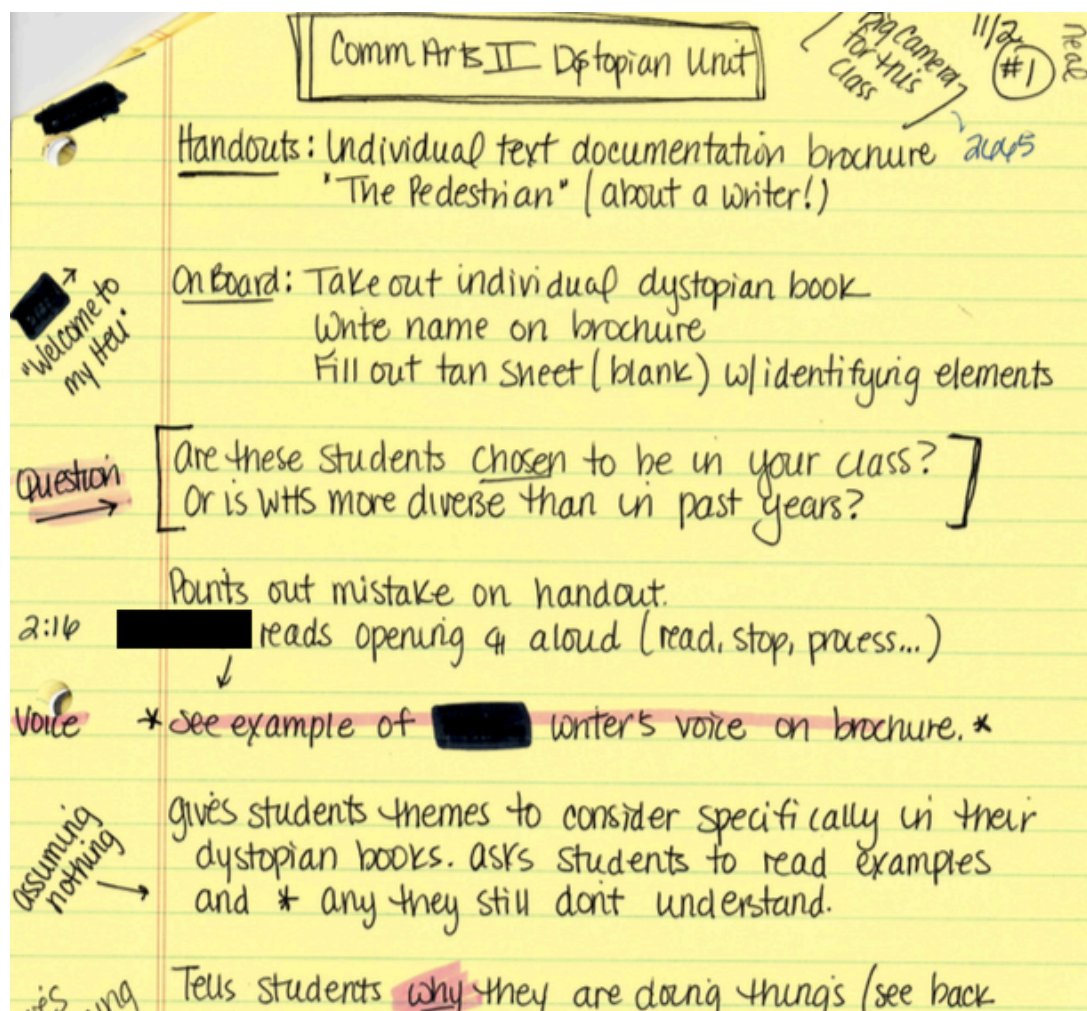 Comm Arts II Dystopian Unit
Big Camera
for this
Class
11/2
#1
neal
2665
Handouts: Individual text documentation brochure
"The Pedestrian" (about a writer!)
On Board: Take out individual dystopian book
Write name on brochure
Fill out tan sheet (blank) w/identifying elements
"Welcome to
my Hell"
Question
Are these students chosen to be in your class?
Or is WHS more diverse than in past years?
Points out mistake on handout.
2:16
reads opening ¶ aloud (read, stop, process...)
Voice
* See example of writer's voice on brochure. *
assuming
nothing
gives students themes to consider specifically in their
dystopian books. asks students to read examples
and * any they still dont understand.
Tells students why they are doing things (see back